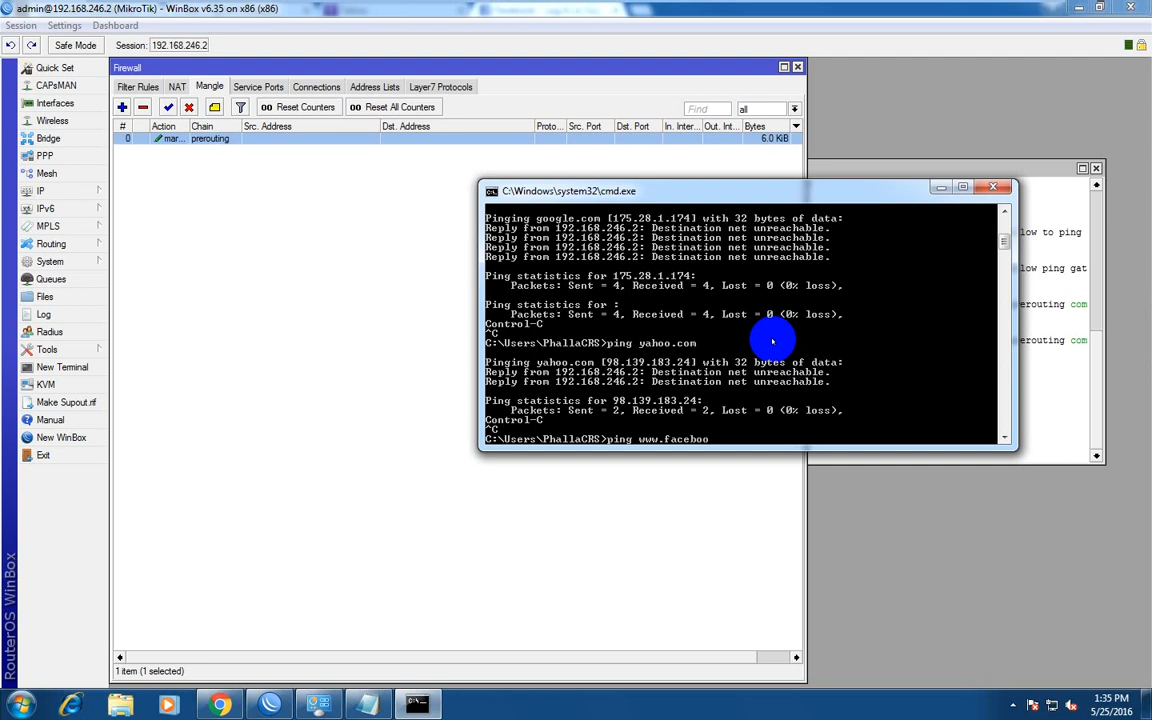 admin@192.168.246.2 (MikroTik) - WinBox v6.35 on x86 (x86)
Session Settings Dashboard
Safe Mode Session: 192.168.246.2
Quick Set
CAPsMAN
Interfaces
Wireless
Bridge
PPP
Mesh
IP
IPv6
MPLS
Routing
System
Queues
Files
Log
Radius
Tools
New Terminal
KVM
Make Supout.rif
Manual
New WinBox
Exit
RouterOS WinBox
Firewall
Filter Rules NAT Mangle Service Ports Connections Address Lists Layer7 Protocols
00 Reset Counters 00 Reset All Counters Find all
# Action Chain Src. Address Dst. Address Proto... Src. Port Dst. Port In. Inter... Out. Int... Bytes
0 mar... prerouting 6.0 KiB
1 item (1 selected)
C:\Windows\system32\cmd.exe
Pinging google.com [175.28.1.174] with 32 bytes of data:
Reply from 192.168.246.2: Destination net unreachable.
Reply from 192.168.246.2: Destination net unreachable.
Reply from 192.168.246.2: Destination net unreachable.
Reply from 192.168.246.2: Destination net unreachable.
Ping statistics for 175.28.1.174:
Packets: Sent = 4, Received = 4, Lost = 0 (0% loss),
Ping statistics for :
Packets: Sent = 4, Received = 4, Lost = 0 (0% loss),
Control-C
^C
C:\Users\PhallaCRS>ping yahoo.com
Pinging yahoo.com [98.139.183.24] with 32 bytes of data:
Reply from 192.168.246.2: Destination net unreachable.
Reply from 192.168.246.2: Destination net unreachable.
Ping statistics for 98.139.183.24:
Packets: Sent = 2, Received = 2, Lost = 0 (0% loss),
Control-C
^C
C:\Users\PhallaCRS>ping www.faceboo
low to ping
low ping gat
erouting com
erouting com
1:35 PM
5/25/2016